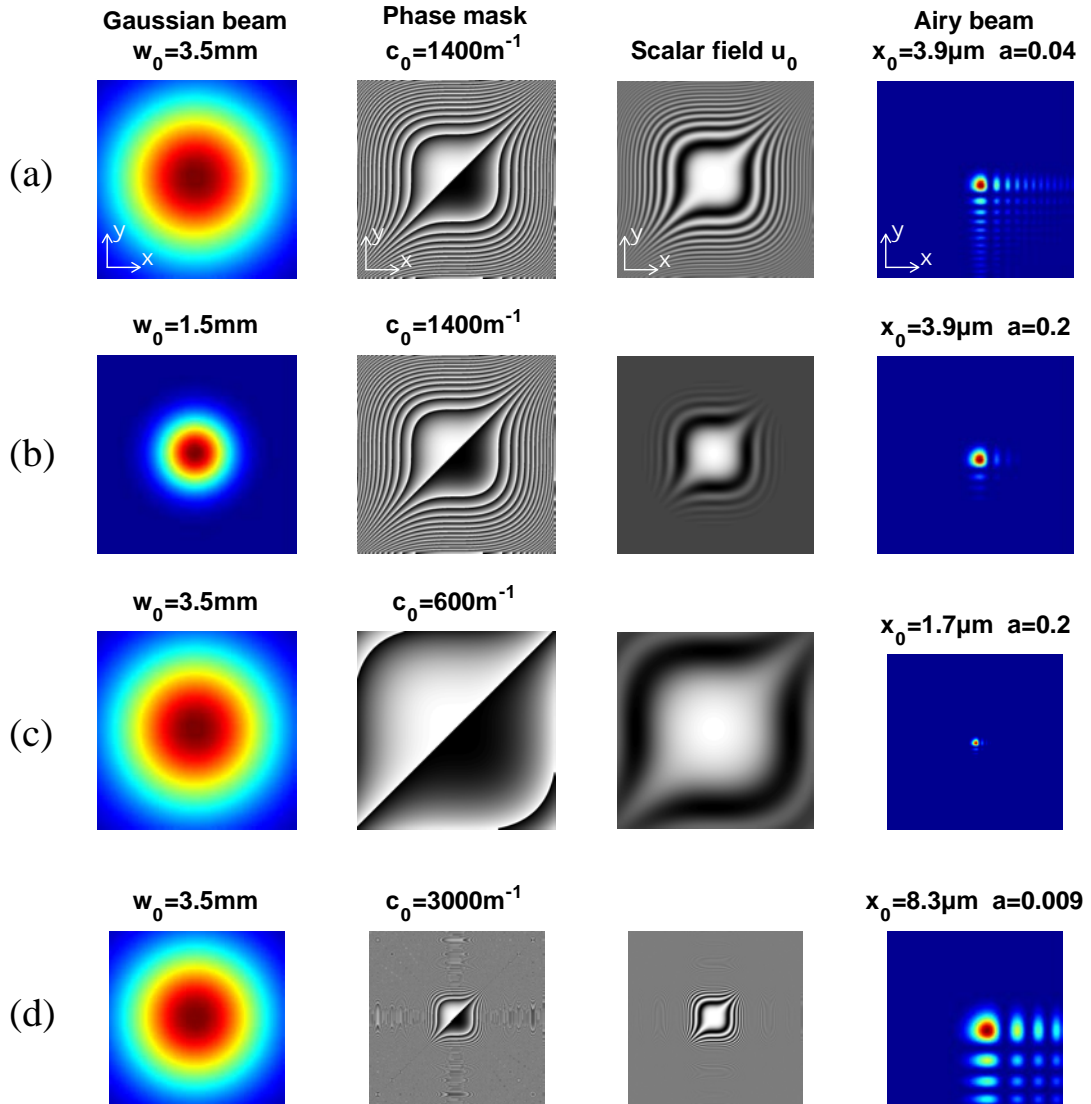 Gaussian beam
w₀=3.5mm
Phase mask
c₀=1400m⁻¹
Scalar field u₀
Airy beam
x₀=3.9µm a=0.04
(a)
y
x
y
x
y
x
y
x
w₀=1.5mm
c₀=1400m⁻¹
x₀=3.9µm a=0.2
(b)
w₀=3.5mm
c₀=600m⁻¹
x₀=1.7µm a=0.2
(c)
w₀=3.5mm
c₀=3000m⁻¹
x₀=8.3µm a=0.009
(d)